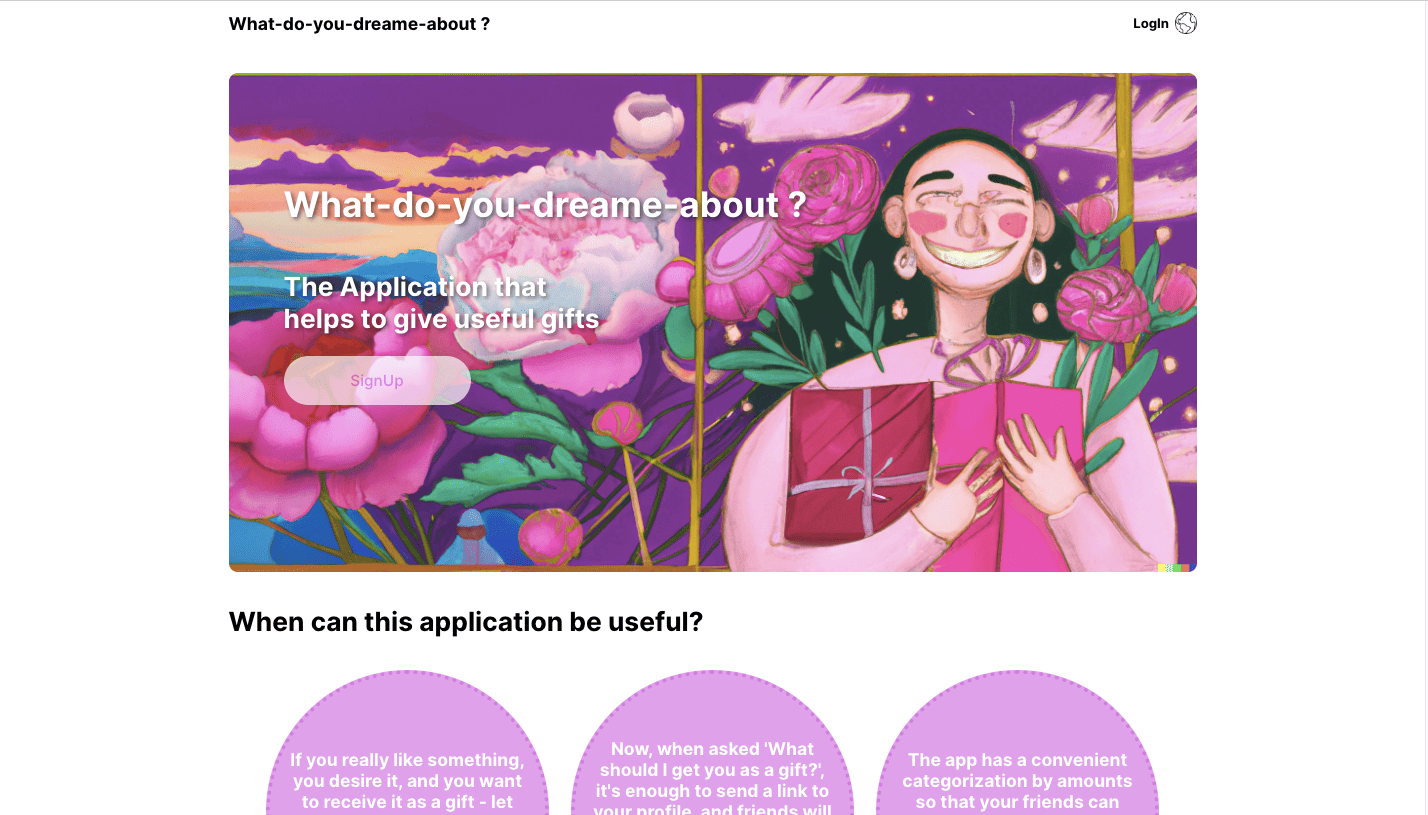 What-do-you-dreame-about ?
LogIn
What-do-you-dreame-about ?
The Application that
helps to give useful gifts
SignUp
When can this application be useful?
If you really like something,
you desire it, and you want
to receive it as a gift - let
Now, when asked 'What
should I get you as a gift?',
it's enough to send a link to
your profile, and friends will
The app has a convenient
categorization by amounts
so that your friends can